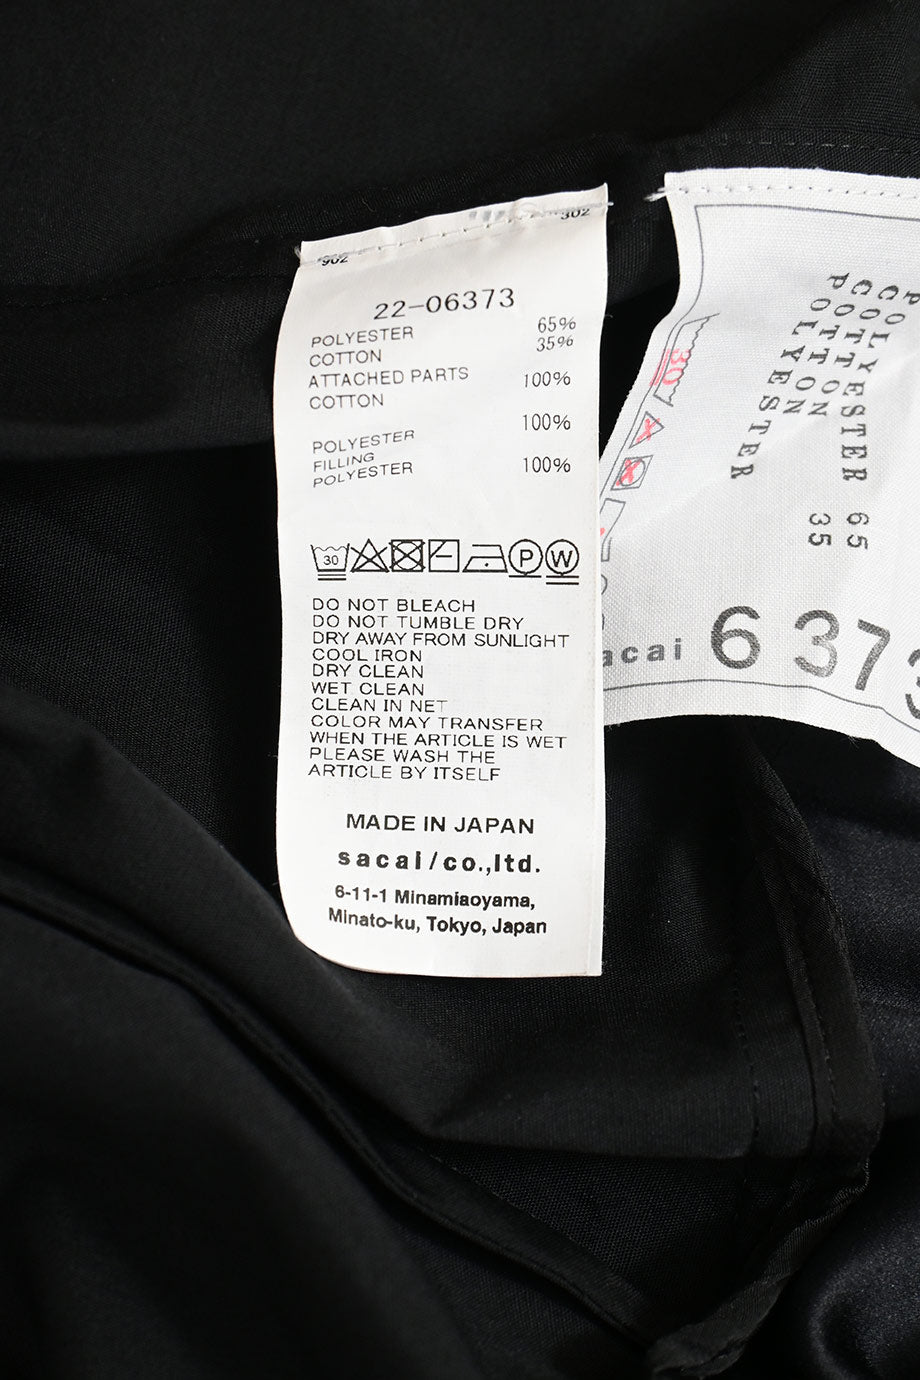 902
302
22-06373
POLYESTER 65%
COTTON 35%
ATTACHED PARTS
COTTON 100%
POLYESTER 100%
FILLING
POLYESTER 100%
30
P
W
DO NOT BLEACH
DO NOT TUMBLE DRY
DRY AWAY FROM SUNLIGHT
COOL IRON
DRY CLEAN
WET CLEAN
CLEAN IN NET
COLOR MAY TRANSFER
WHEN THE ARTICLE IS WET
PLEASE WASH THE
ARTICLE BY ITSELF
MADE IN JAPAN
sacai/co.,ltd.
6-11-1 Minamiaoyama,
Minato-ku, Tokyo, Japan
POLYESTER 65
COTTON 35
COTTON
POLYESTER
30
sacai 6373